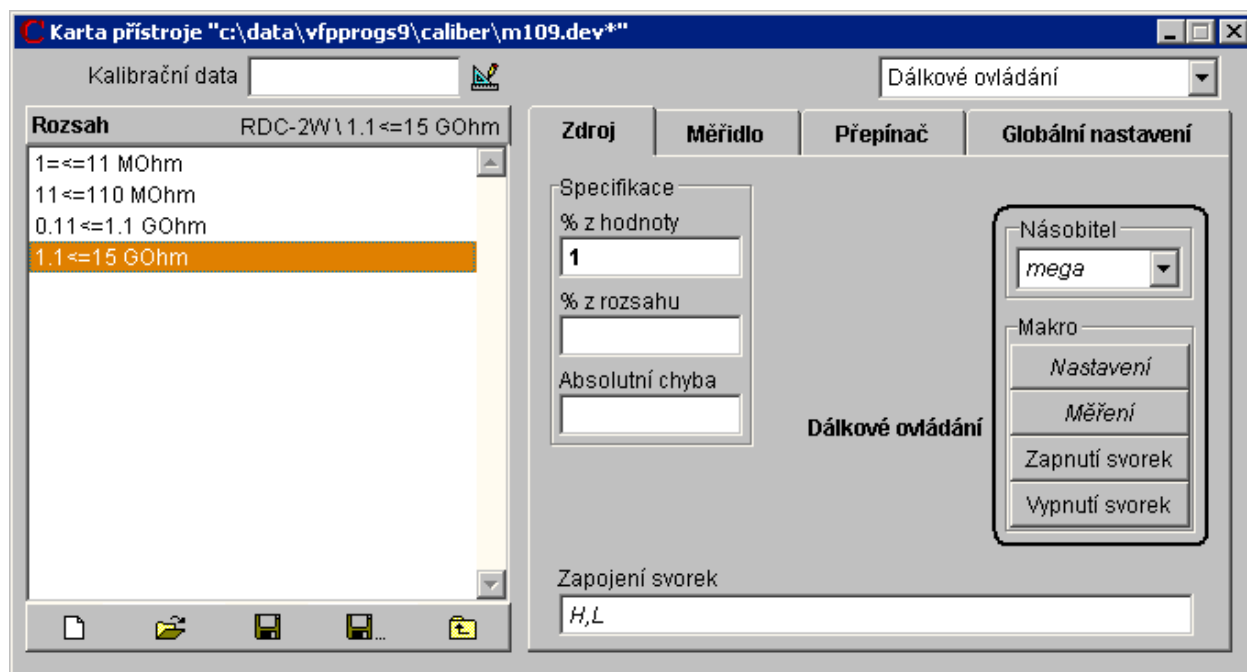 Karta přístroje "c:\data\vfpprogs9\caliber\m109.dev*"
Kalibrační data
Dálkové ovládání
Rozsah RDC-2W\1.1<=15 GOhm
1=<=11 MOhm
11<=110 MOhm
0.11<=1.1 GOhm
1.1<=15 GOhm
Zdroj Měřidlo Přepínač Globální nastavení
Specifikace
% z hodnoty
1
% z rozsahu
Absolutní chyba
Dálkové ovládání
Násobitel
mega
Makro
Nastavení
Měření
Zapnutí svorek
Vypnutí svorek
Zapojení svorek
H,L